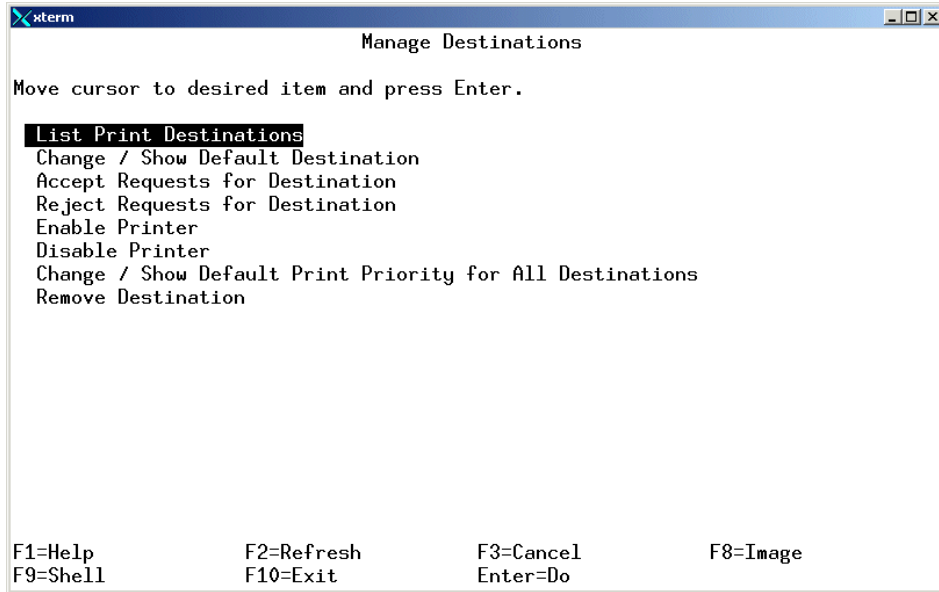 xterm
Manage Destinations
Move cursor to desired item and press Enter.
List Print Destinations
Change / Show Default Destination
Accept Requests for Destination
Reject Requests for Destination
Enable Printer
Disable Printer
Change / Show Default Print Priority for All Destinations
Remove Destination
F1=Help F2=Refresh F3=Cancel F8=Image
F9=Shell F10=Exit Enter=Do